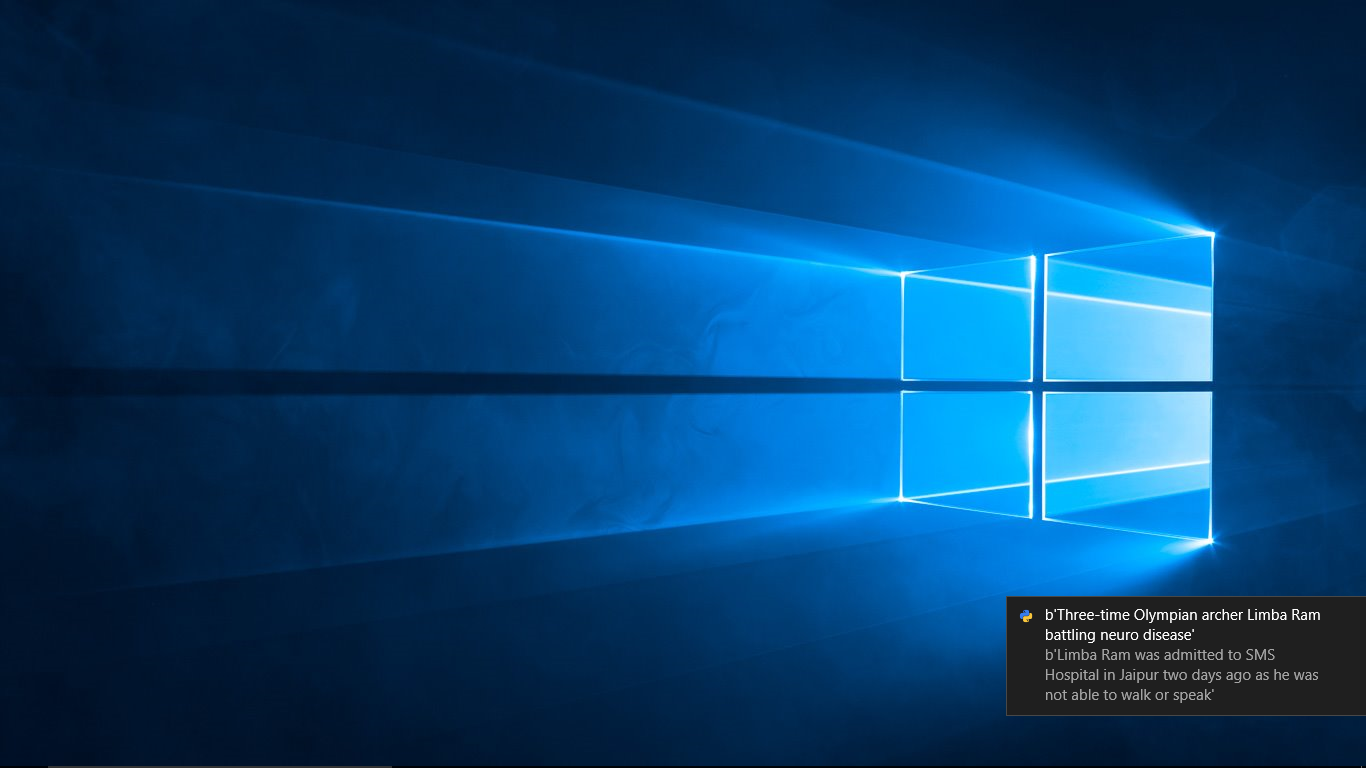 b'Three-time Olympian archer Limba Ram
battling neuro disease'
b'Limba Ram was admitted to SMS
Hospital in Jaipur two days ago as he was
not able to walk or speak'